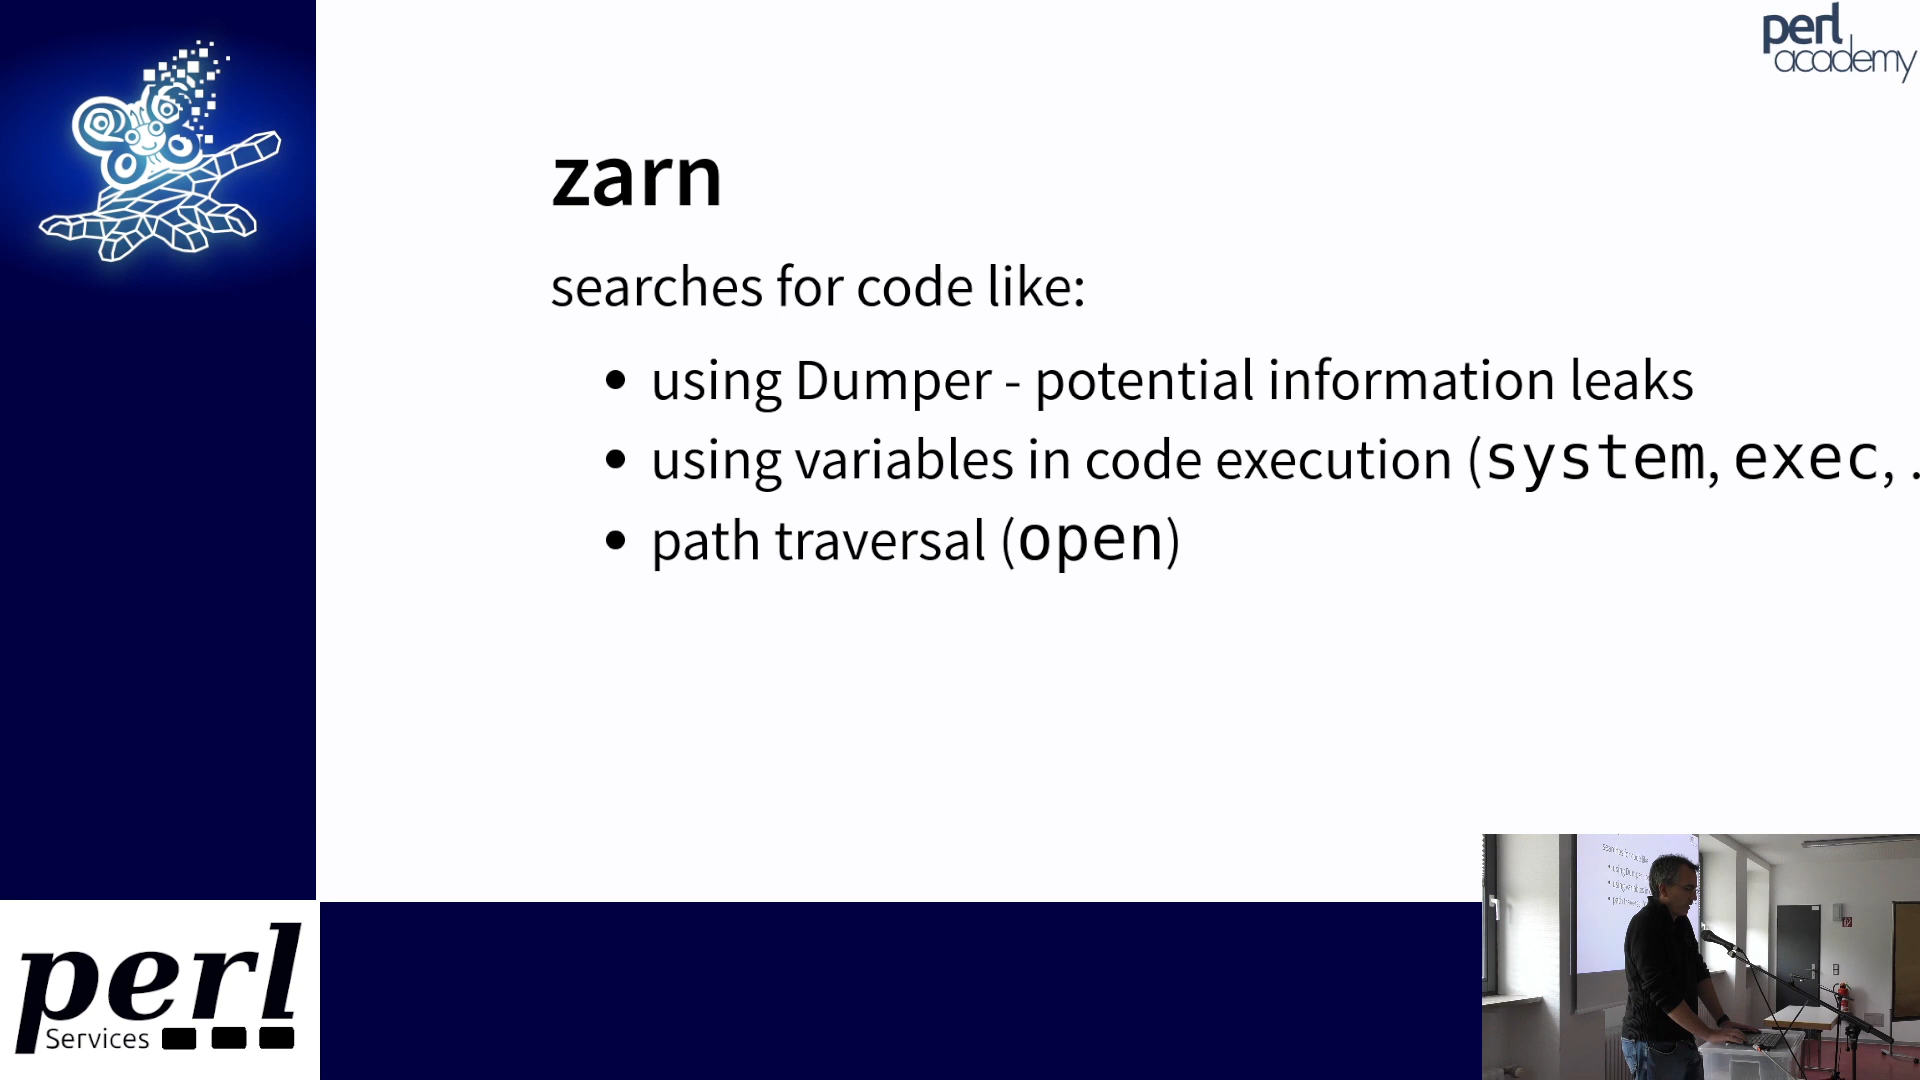 perl
academy
zarn
searches for code like:
• using Dumper - potential information leaks
• using variables in code execution (system, exec, .
• path traversal (open)
perl
Services